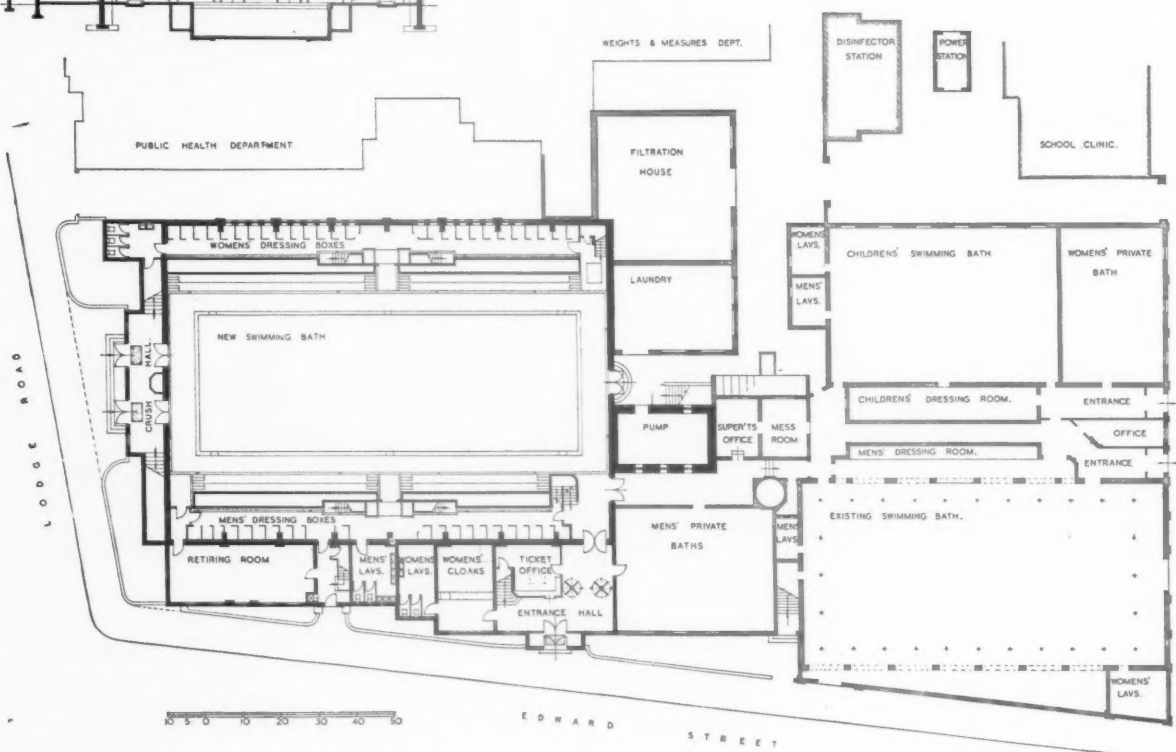 WEIGHTS & MEASURES DEPT.
DISINFECTOR
STATION
POWER
STATION
PUBLIC HEALTH DEPARTMENT
SCHOOL CLINIC.
FILTRATION
HOUSE
WOMENS' DRESSING BOXES
WOMENS'
LAVS.
CHILDRENS' SWIMMING BATH
WOMENS' PRIVATE
BATH
LAUNDRY
MENS'
LAVS.
NEW SWIMMING BATH
LODGE ROAD
CRUSH HALL.
CHILDRENS' DRESSING ROOM.
ENTRANCE
PUMP
SUPER'TS
OFFICE
MESS
ROOM
OFFICE
MENS' DRESSING ROOM.
ENTRANCE
MENS' DRESSING BOXES
MENS' PRIVATE
BATHS
MENS'
LAVS.
EXISTING SWIMMING BATH.
RETIRING ROOM
MENS'
LAVS.
WOMENS'
LAVS.
WOMENS'
CLOAKS
TICKET
OFFICE
ENTRANCE HALL
WOMENS'
LAVS.
10 5 0 10 20 30 40 50
EDWARD STREET